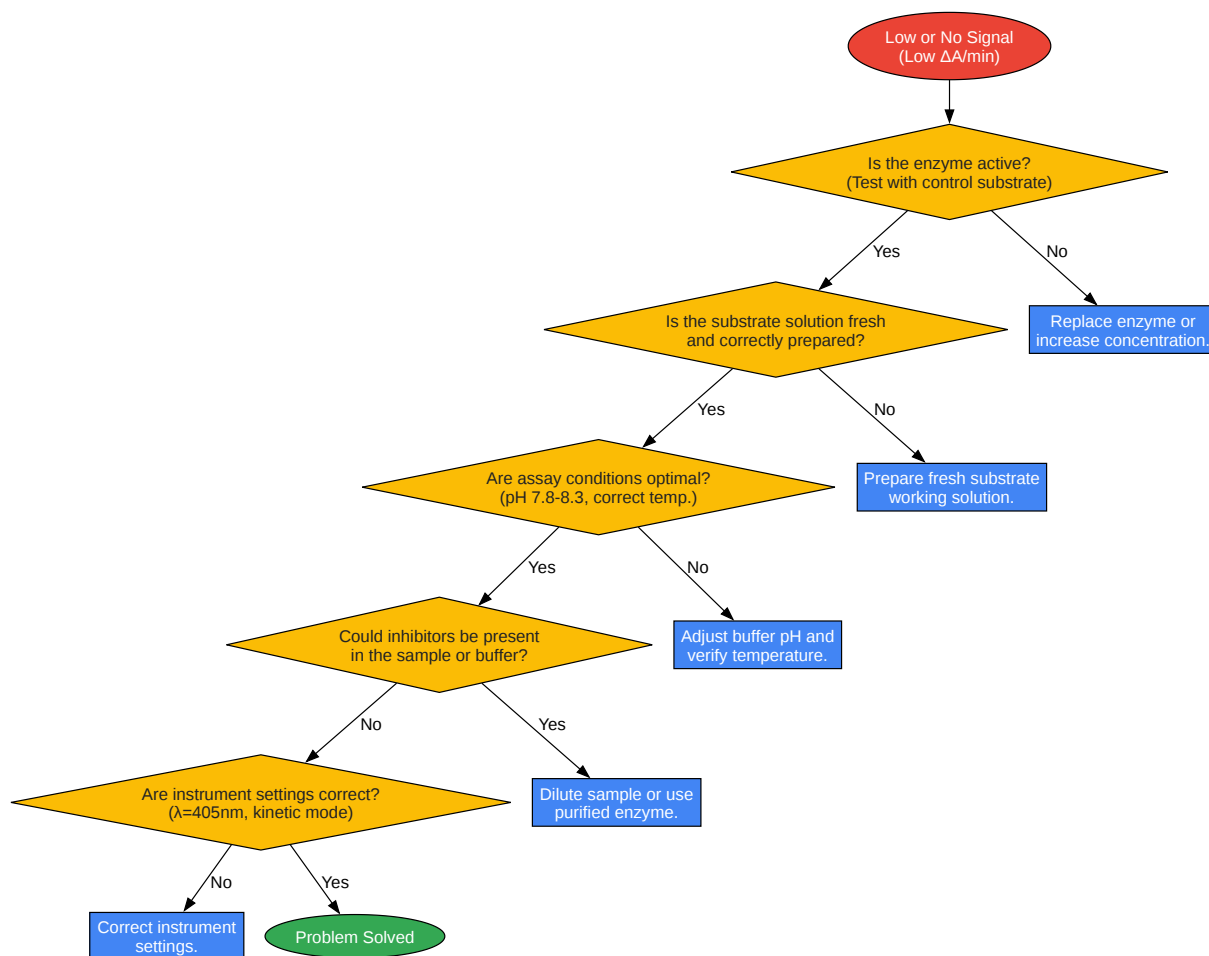 Low or No Signal
(Low ΔA/min)
Is the enzyme active?
(Test with control substrate)
Yes
No
Is the substrate solution fresh
and correctly prepared?
Replace enzyme or
increase concentration.
Yes
No
Are assay conditions optimal?
(pH 7.8-8.3, correct temp.)
Prepare fresh substrate
working solution.
Yes
No
Could inhibitors be present
in the sample or buffer?
Adjust buffer pH and
verify temperature.
No
Yes
Are instrument settings correct?
(λ=405nm, kinetic mode)
Dilute sample or use
purified enzyme.
No
Yes
Correct instrument
settings.
Problem Solved